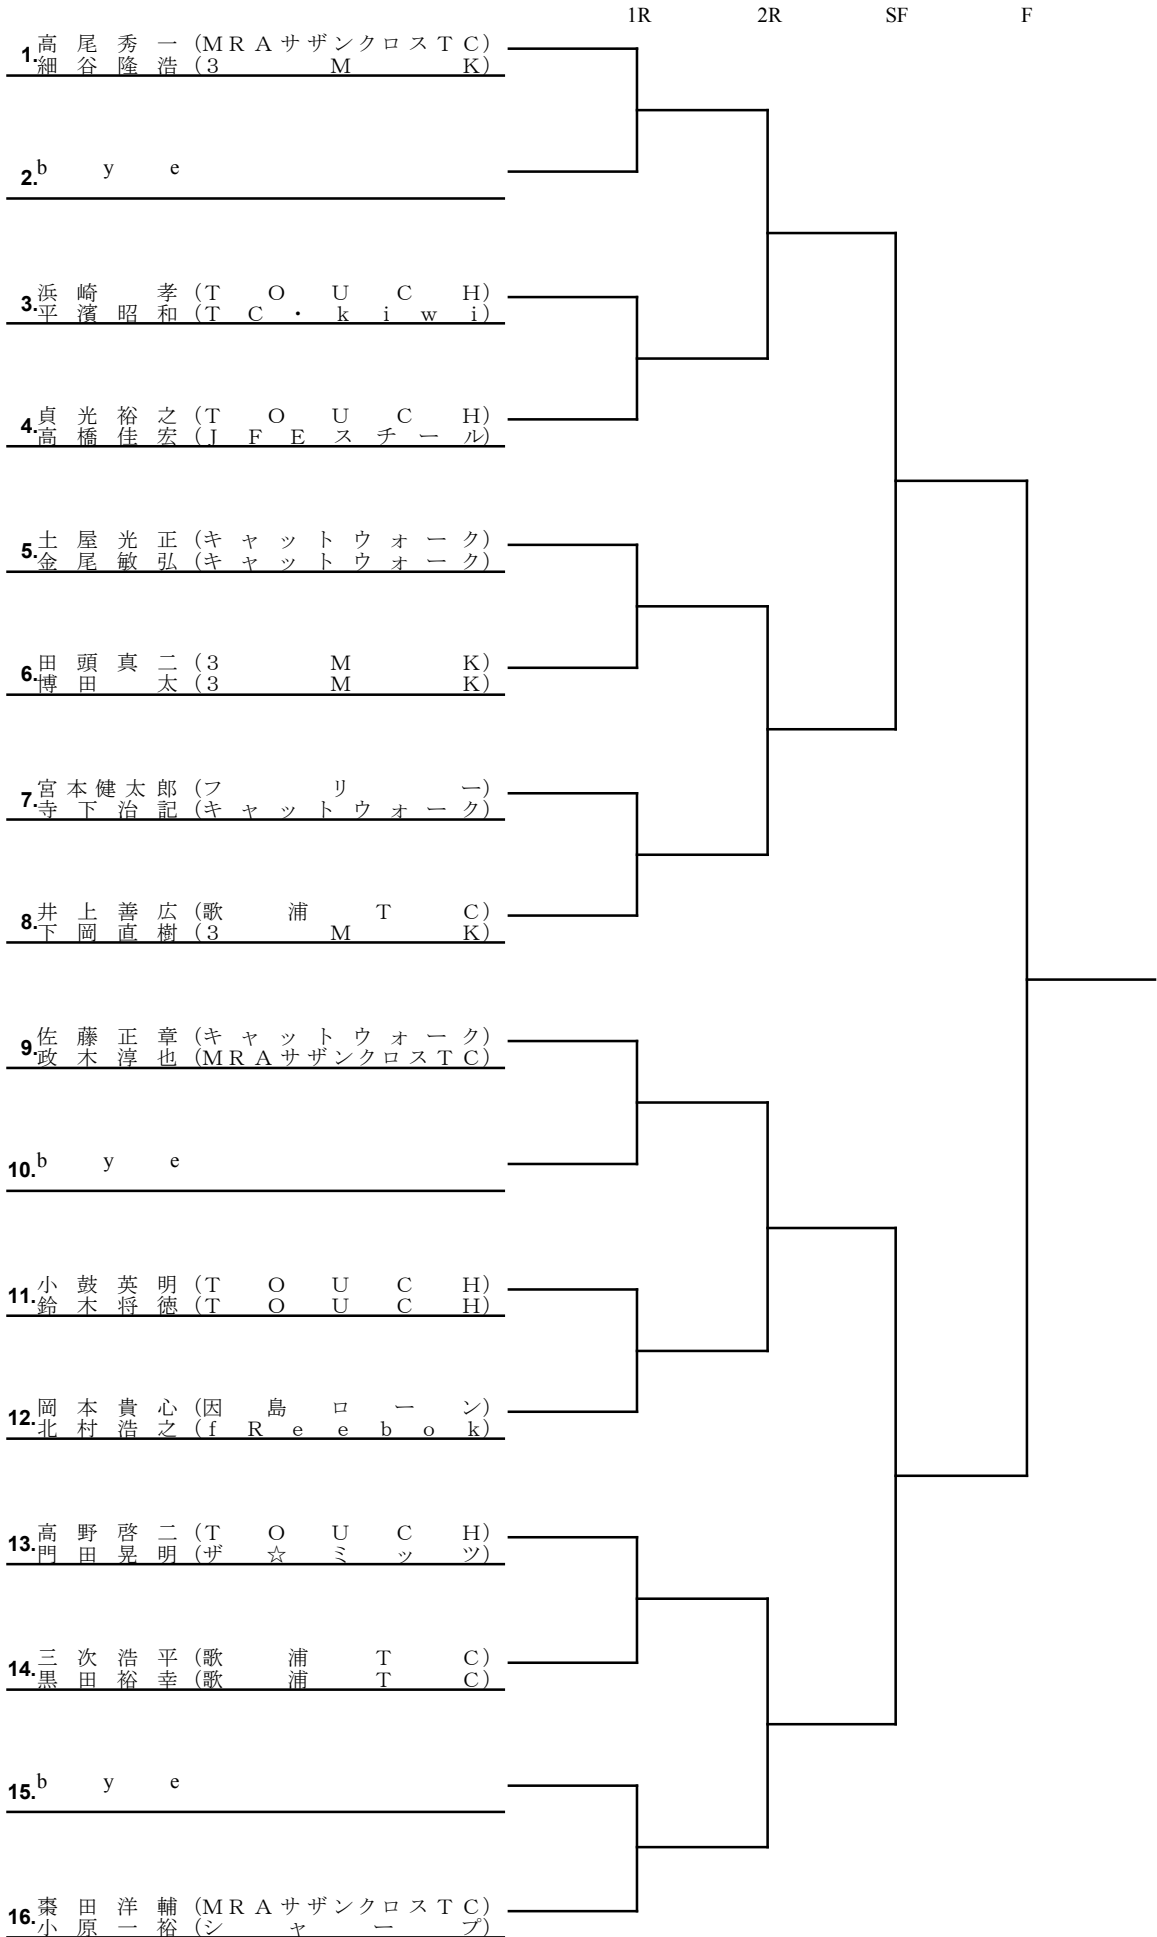 1R 2R SF F
1. 高尾秀一 (MRAサザンクロスTC)
細谷隆浩 (3MK)
2. bye
3. 浜崎 孝 (TOUCH)
平濱昭和 (TC・kiwi)
4. 貞光裕之 (TOUCH)
高橋佳宏 (JFEスチール)
5. 土屋光正 (キャットウォーク)
金尾敏弘 (キャットウォーク)
6. 田頭真二 (3MK)
博田 太 (3MK)
7. 宮本健太郎 (フリー)
寺下治記 (キャットウォーク)
8. 井上善広 (歌浦TC)
下岡直樹 (3MK)
9. 佐藤正章 (キャットウォーク)
政木淳也 (MRAサザンクロスTC)
10. bye
11. 小鼓英明 (TOUCH)
鈴木将徳 (TOUCH)
12. 岡本貴心 (因島ローン)
北村浩之 (fReebok)
13. 高野啓二 (TOUCH)
門田晃明 (ザ☆ミッツ)
14. 三次浩平 (歌浦TC)
黒田裕幸 (歌浦TC)
15. bye
16. 棗田洋輔 (MRAサザンクロスTC)
小原一裕 (シャープ)